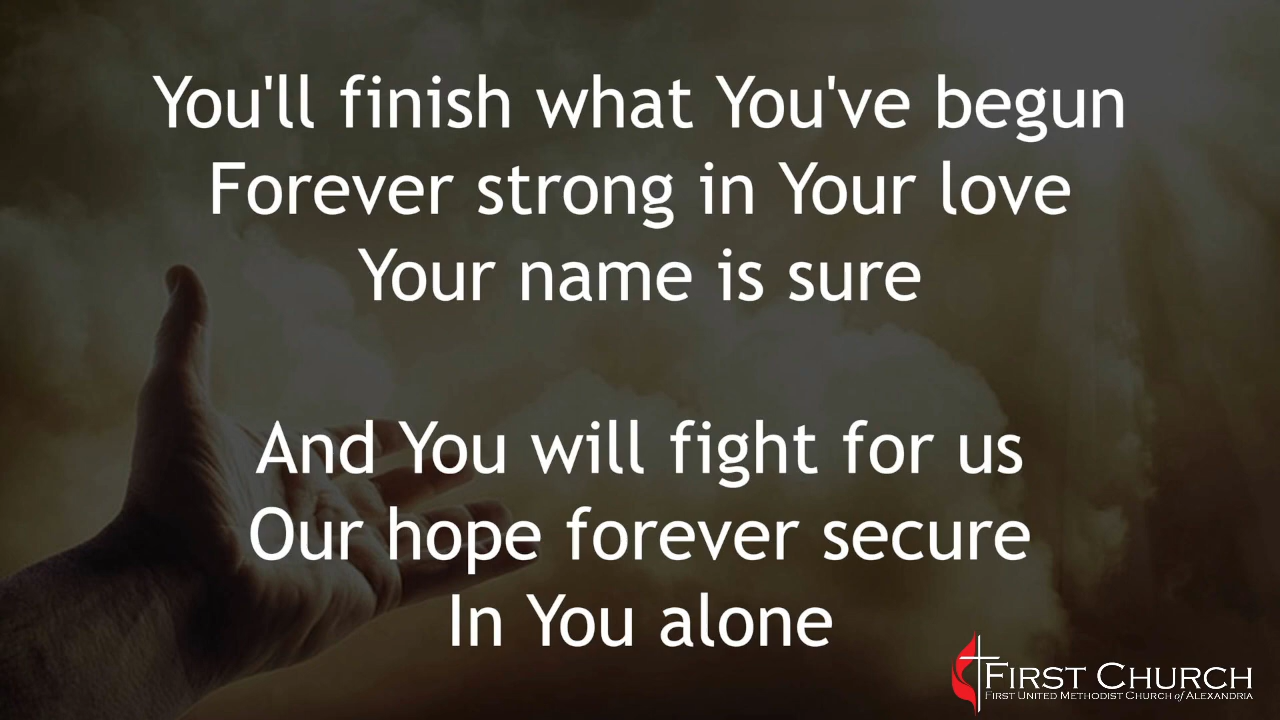 You'll finish what You've begun
Forever strong in Your love
Your name is sure
And You will fight for us
Our hope forever secure
In You alone
First Church
First United Methodist Church of Alexandria